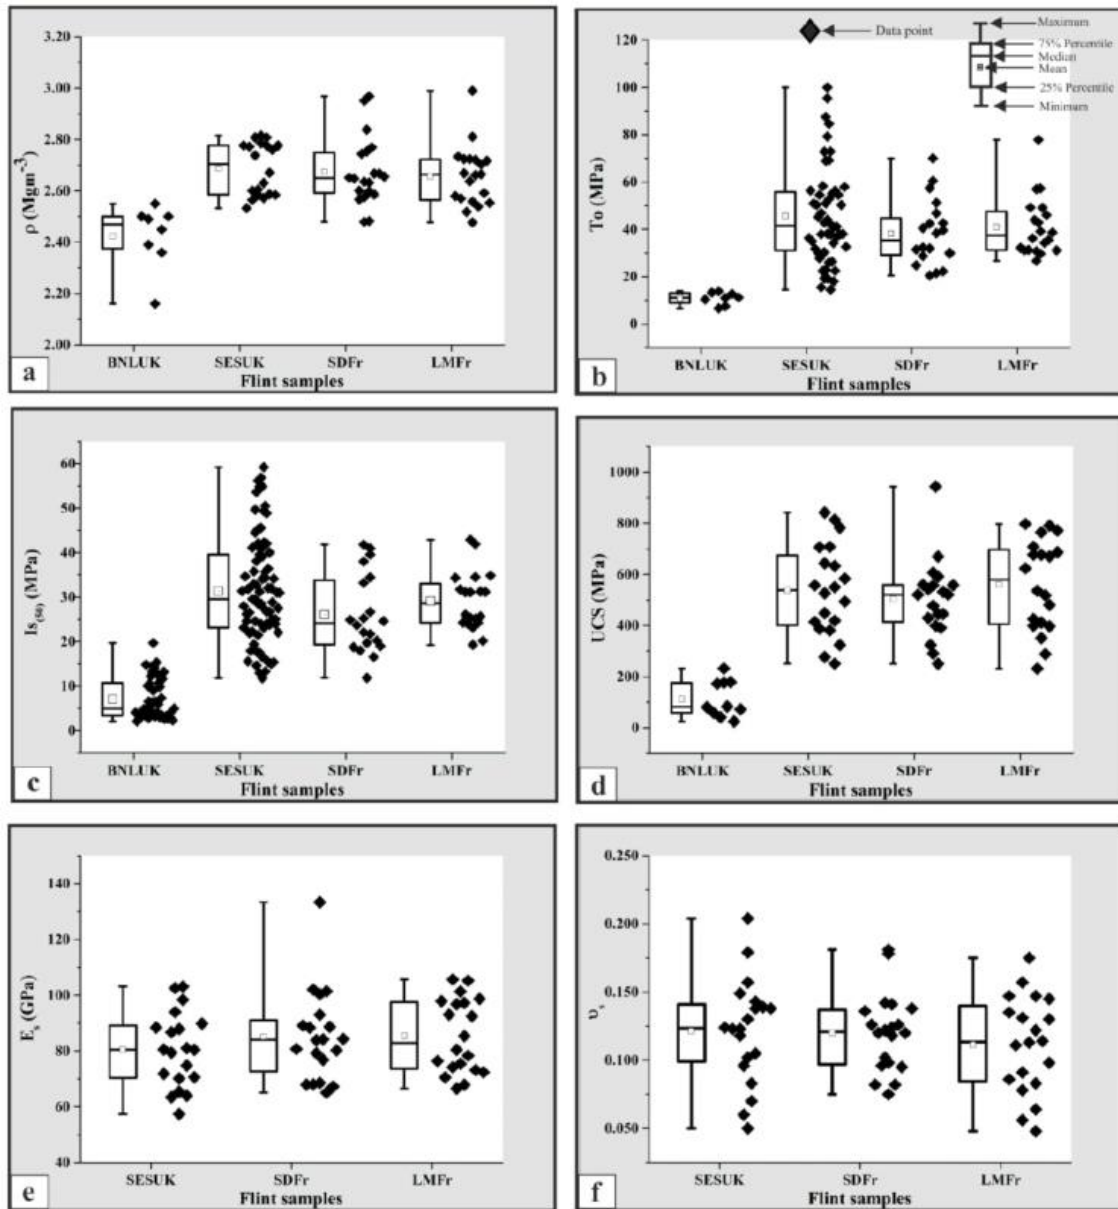 3.20
3.00
2.80
2.60
2.40
2.20
2.00
ρ (Mgm-3)
BNLUK SESUK SDFr LMFr
Flint samples
a
120
100
80
60
40
20
0
To (MPa)
Data point
Maximum
75% Percentile
Median
Mean
25% Percentile
Minimum
BNLUK SESUK SDFr LMFr
Flint samples
b
60
50
40
30
20
10
0
Is(50) (MPa)
BNLUK SESUK SDFr LMFr
Flint samples
c
1000
800
600
400
200
0
UCS (MPa)
BNLUK SESUK SDFr LMFr
Flint samples
d
140
120
100
80
60
40
Es (GPa)
SESUK SDFr LMFr
Flint samples
e
0.250
0.200
0.150
0.100
0.050
υs
SESUK SDFr LMFr
Flint samples
f